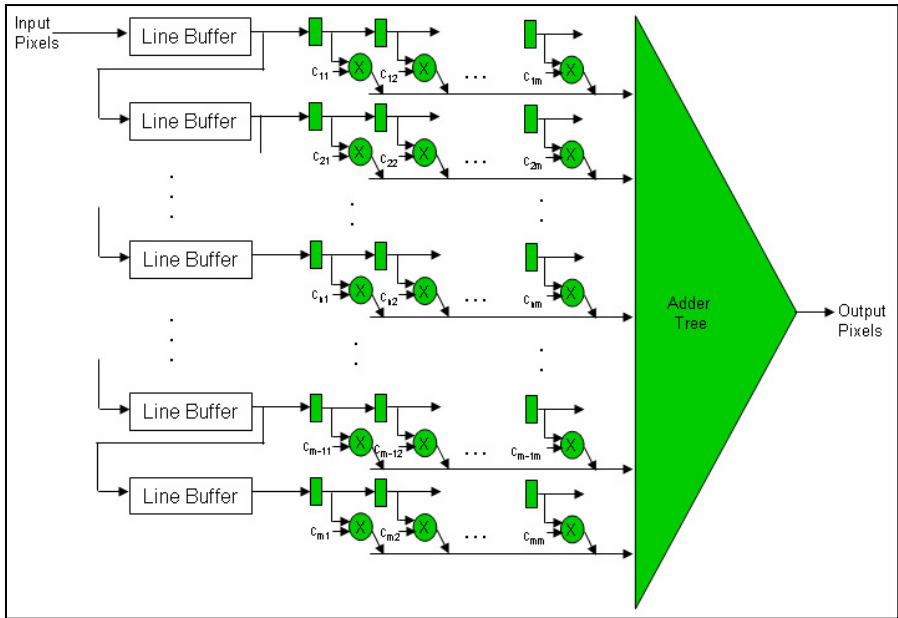 Input
Pixels
Line Buffer
X
X
X
C11
C12
...
C1m
Line Buffer
X
X
X
C21
C22
...
C2m
Line Buffer
X
X
X
Cn1
Cn2
...
Cnm
Adder
Tree
Output
Pixels
Line Buffer
X
X
X
Cm-11
Cm-12
...
Cm-1m
Line Buffer
X
X
X
Cm1
Cm2
...
Cmm